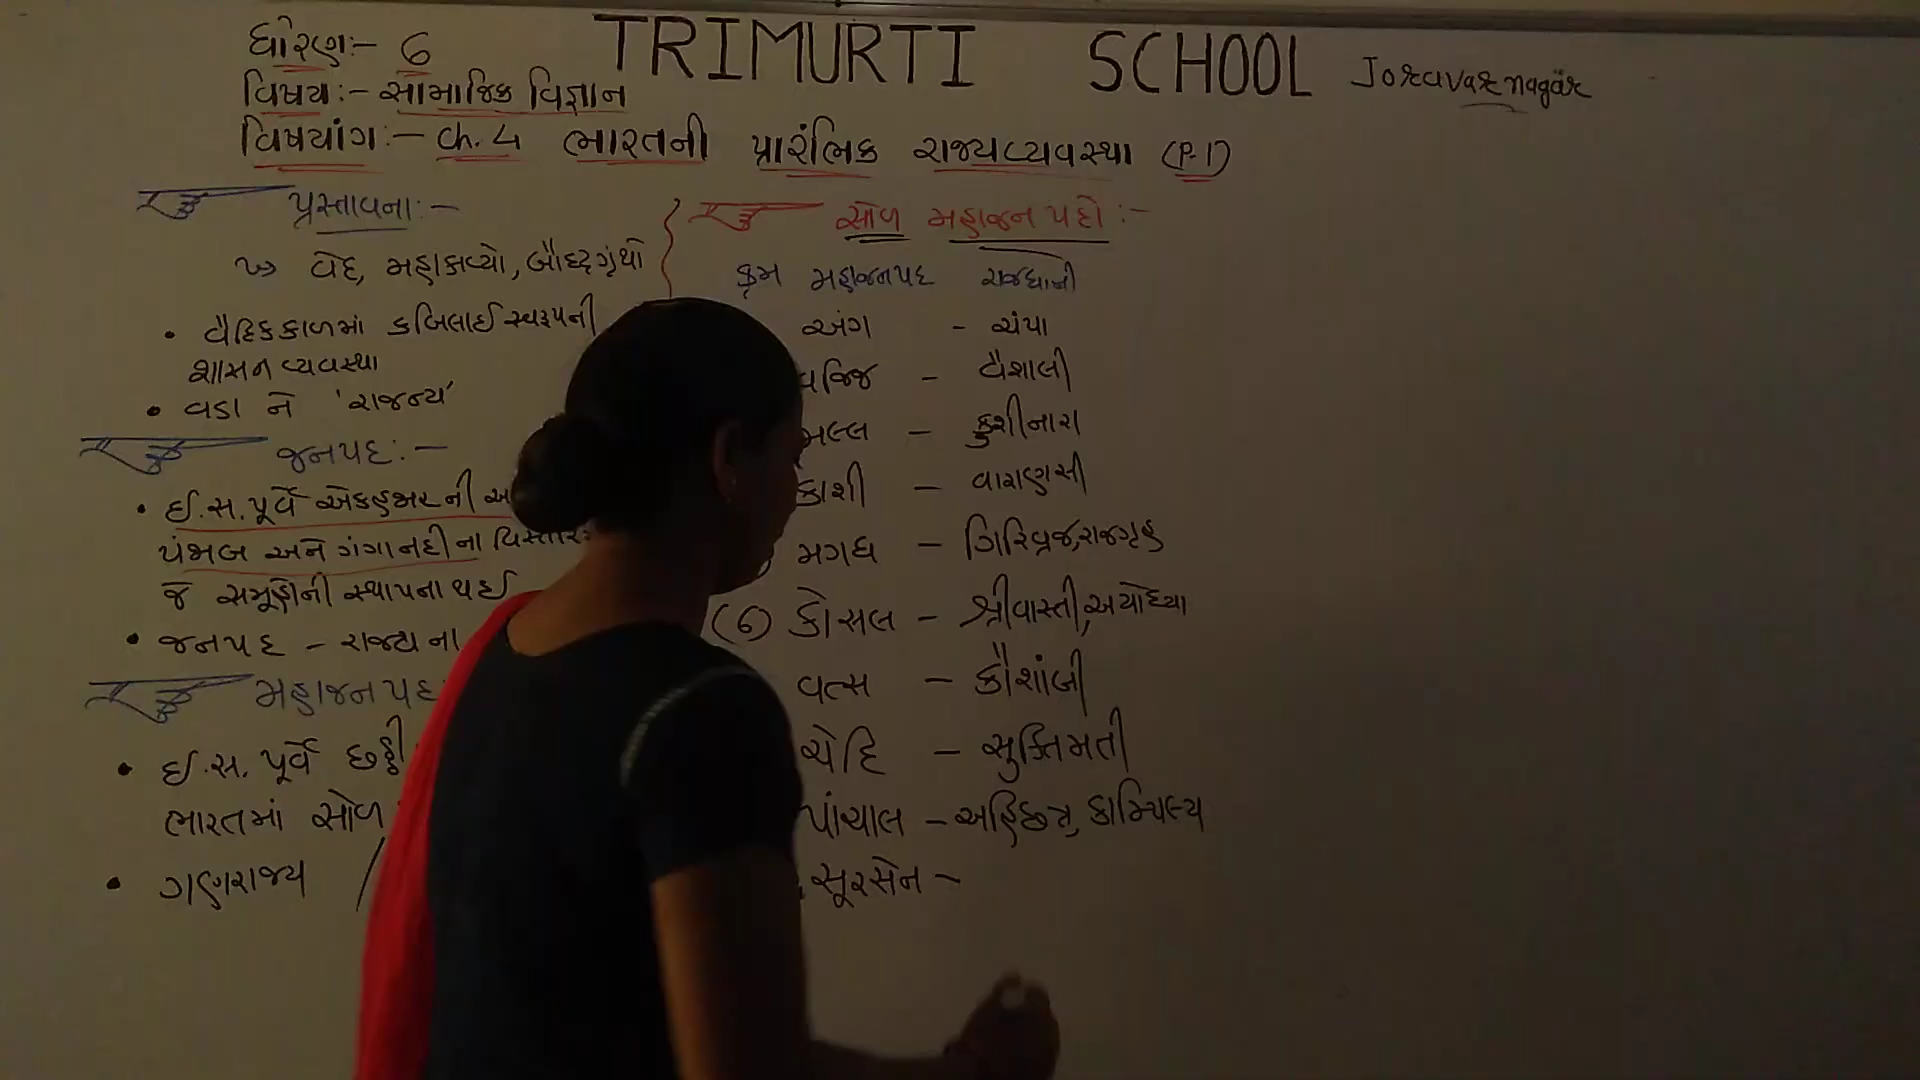 TRIMURTI SCHOOL Joravarnagar
ધોરણ:- 6
વિષય:- સામાજિક વિજ્ઞાન
વિષયાંગ:- ch. 4 ભારતની પ્રારંભિક રાજ્યવ્યવસ્થા (P-1)
પ્રસ્તાવના:-
વેદ, મહાકાવ્યો, બૌદ્ધગ્રંથો
• વૈદિકકાળમાં કબિલાઈ સ્વરૂપની
શાસન વ્યવસ્થા
• વડા ને 'રાજન્ય'
જનપદ:-
• ઈ.સ. પૂર્વે એકહજાર ની
પંજાબ અને ગંગા નદીના
જ સમૂહોની સ્થાપના થઈ
• જનપદ - રાજ્ય ના
મહાજનપદ
• ઈ.સ. પૂર્વે છઠ્ઠી
ભારતમાં સોળ
• ગણરાજ્ય
સોળ મહાજન પદો:-
ક્રમ મહાજનપદ રાજધાની
અંગ - ચંપા
વજ્જિ - વૈશાલી
મલ્લ - કુશીનારા
કાશી - વારાણસી
મગધ - ગિરિવ્રજ, રાજગૃહ
(6) કોસલ - શ્રીવાસ્તી, અયોધ્યા
વત્સ - કૌશાંબી
ચેદિ - સુક્તિમતી
પાંચાલ - અહિછત્ર, કામ્પિલ્ય
સૂરસેન -